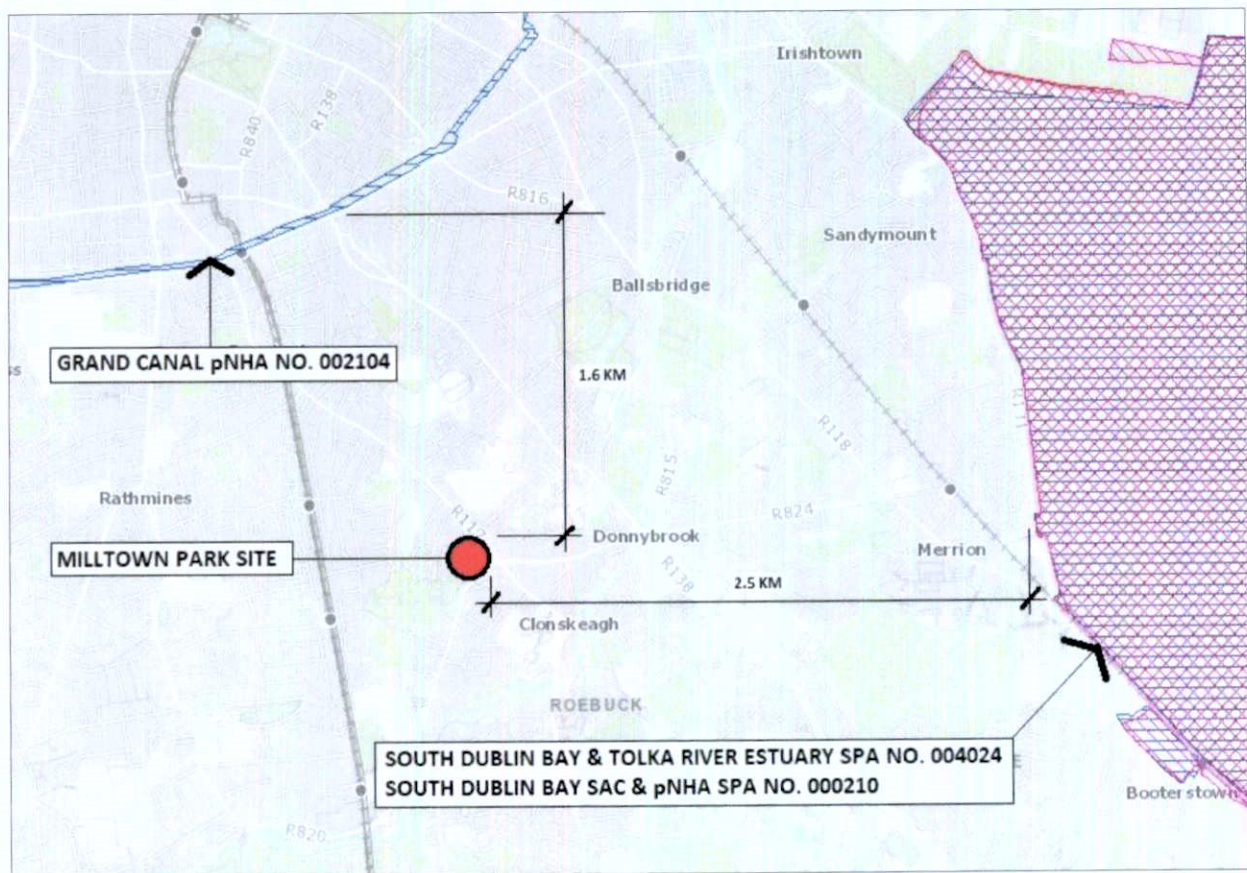 Irishtown
R138
R840
R816
Sandymount
Ballsbridge
GRAND CANAL pNHA NO. 002104
1.6 KM
R118
R815
Rathmines
R824
Donnybrook
Merrion
MILLTOWN PARK SITE
R138
2.5 KM
Clonskeagh
ROEBUCK
SOUTH DUBLIN BAY & TOLKA RIVER ESTUARY SPA NO. 004024
SOUTH DUBLIN BAY SAC & pNHA SPA NO. 000210
Booterstown
R820